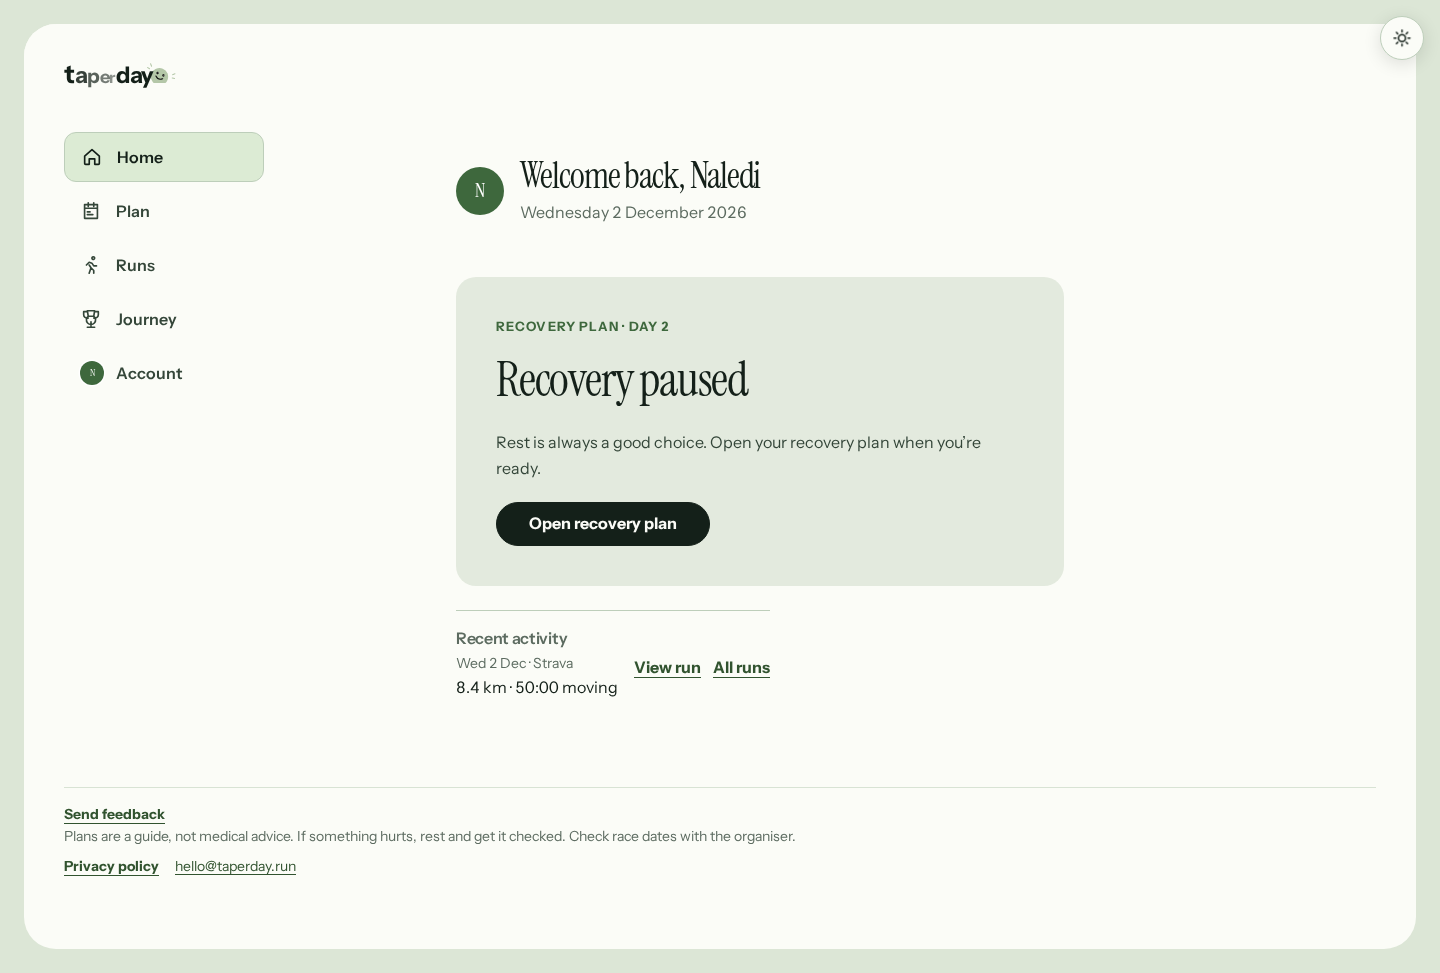 taperday
Home
Plan
Runs
Journey
N Account
N
Welcome back, Naledi
Wednesday 2 December 2026
RECOVERY PLAN · DAY 2
Recovery paused
Rest is always a good choice. Open your recovery plan when you’re
ready.
Open recovery plan
Recent activity
Wed 2 Dec · Strava
8.4 km · 50:00 moving
View run All runs
Send feedback
Plans are a guide, not medical advice. If something hurts, rest and get it checked. Check race dates with the organiser.
Privacy policy hello@taperday.run